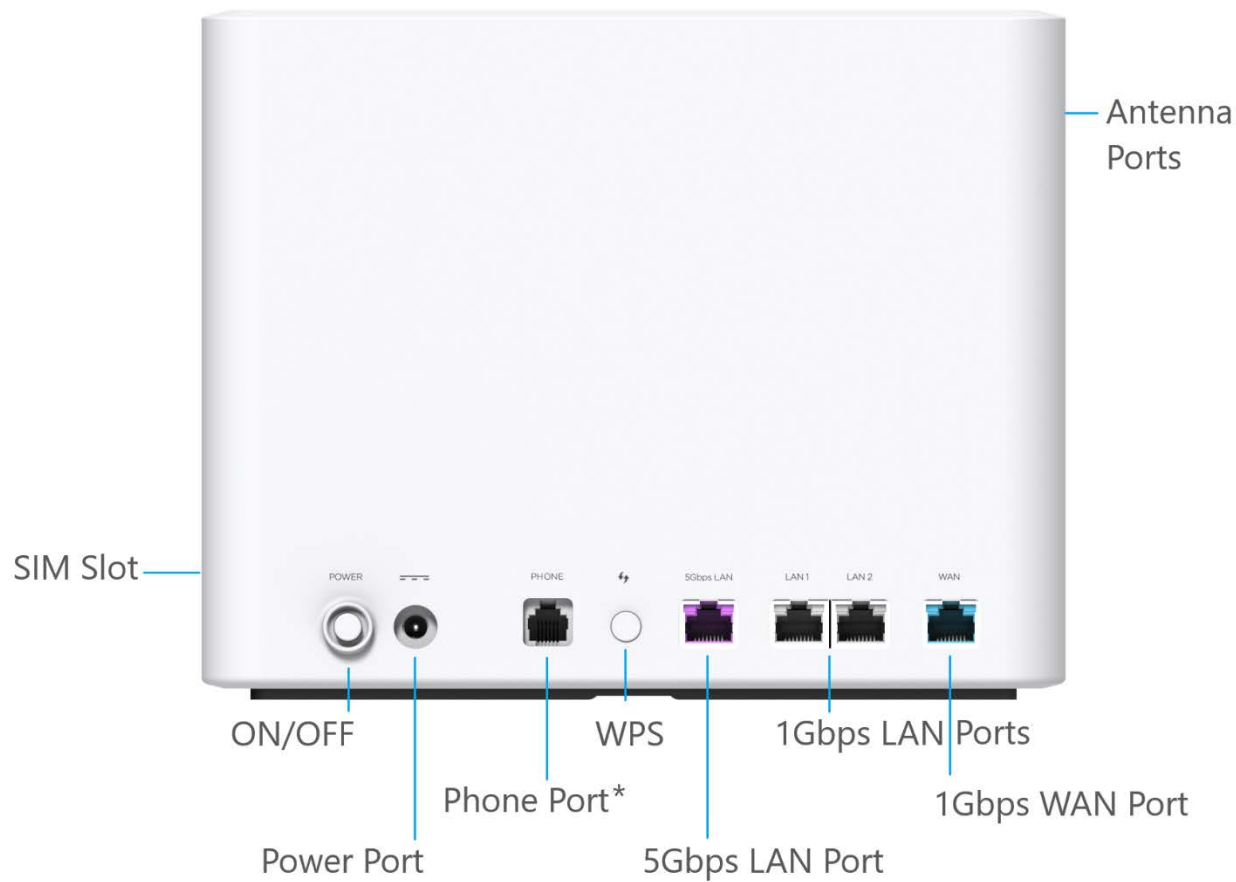 Antenna
Ports
SIM Slot
POWER
PHONE
5Gbps LAN
LAN 1
LAN 2
WAN
ON/OFF
WPS
1Gbps LAN Ports
Phone Port*
1Gbps WAN Port
Power Port
5Gbps LAN Port